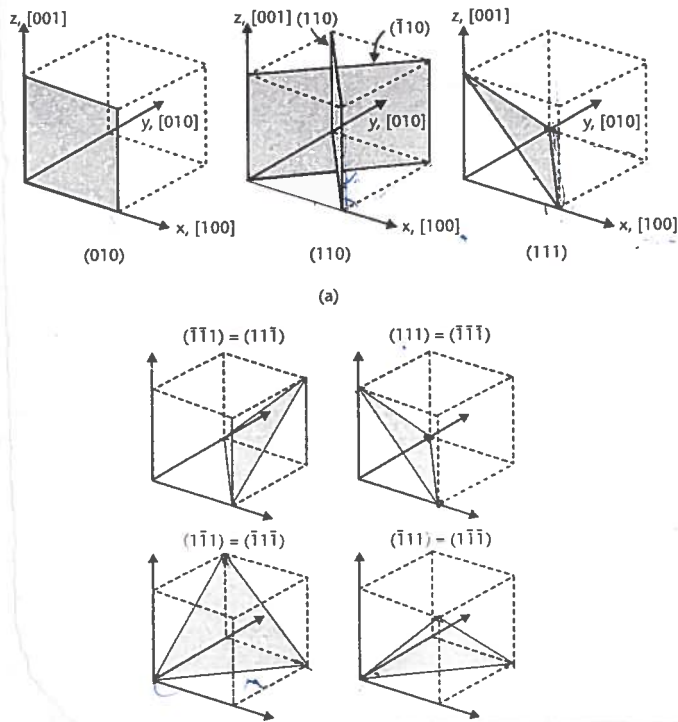 z, [001]
y, [010]
x, [100]
(010)
z, [001]
(110)
(1̄10)
y, [010]
x, [100]
(110)
z, [001]
y, [010]
x, [100]
(111)
(a)
(1̄1̄1) = (111̄)
(111) = (1̄1̄1̄)
(11̄1) = (1̄11̄)
(1̄11) = (11̄1̄)